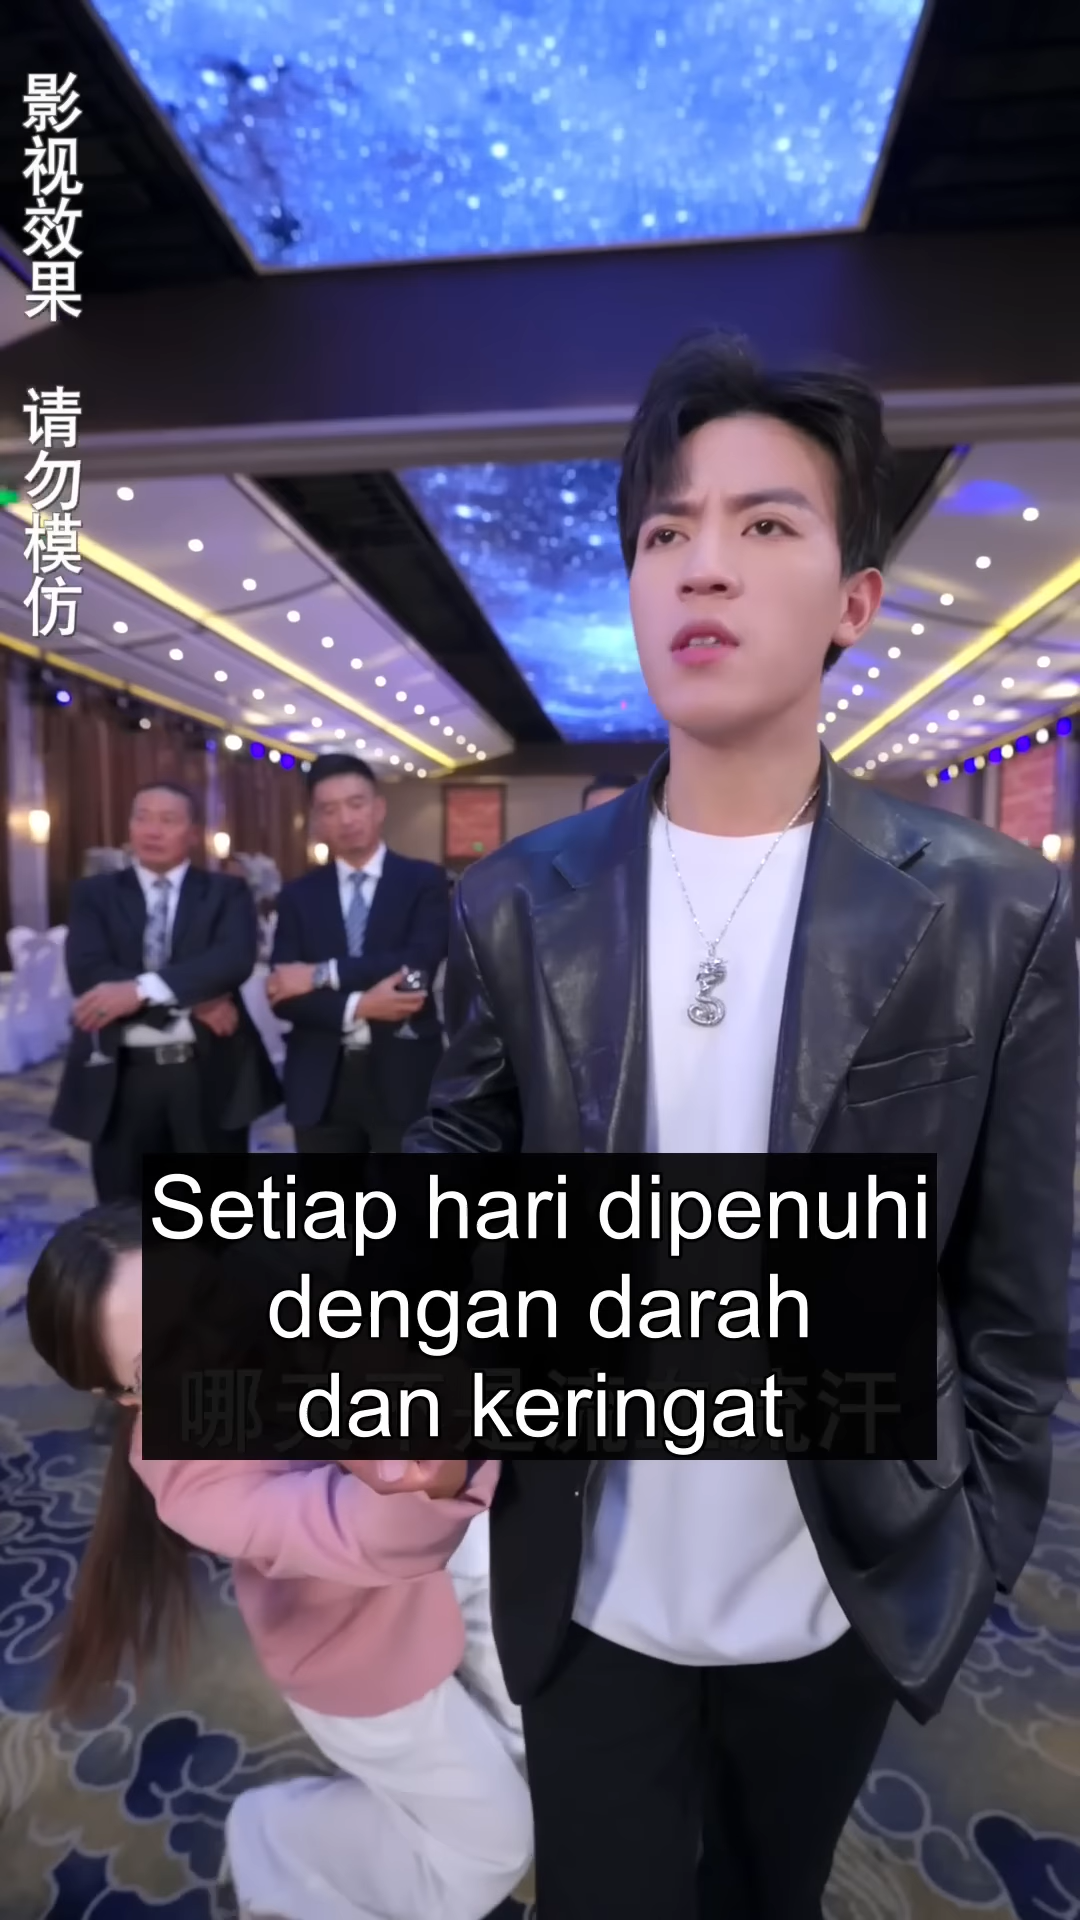 影视效果 请勿模仿
Setiap hari dipenuhi
dengan darah
dan keringat